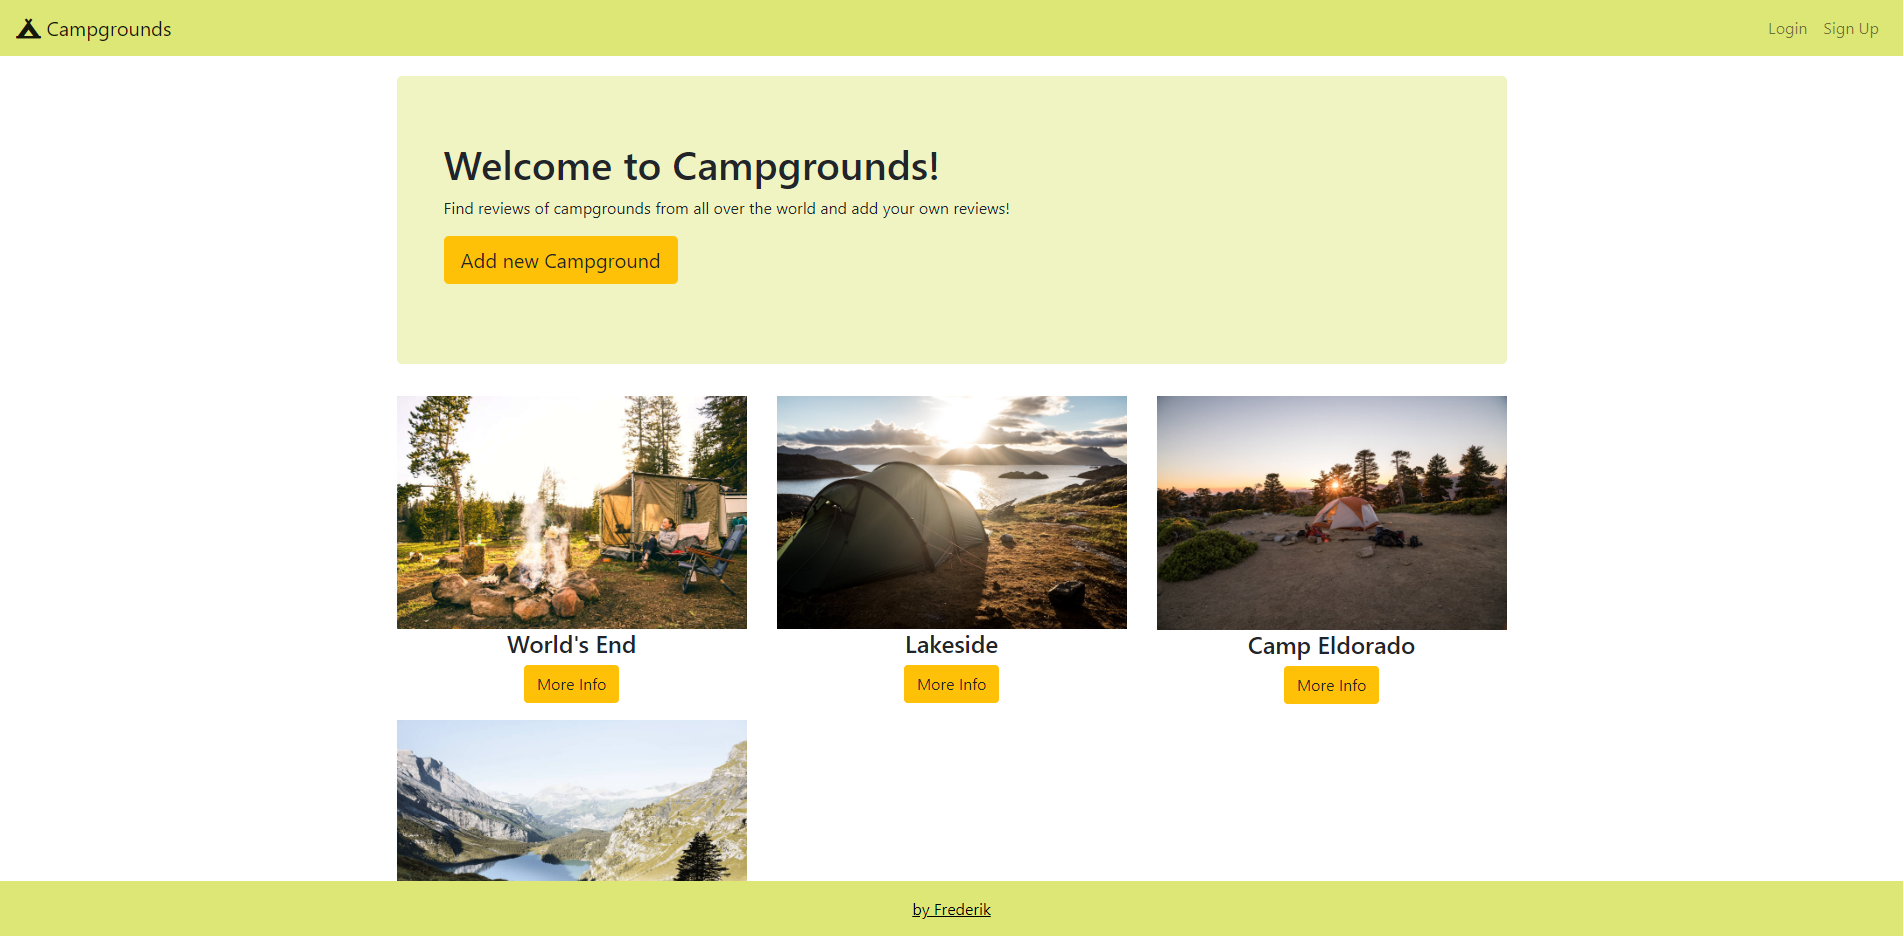 Campgrounds
Login
Sign Up
Welcome to Campgrounds!
Find reviews of campgrounds from all over the world and add your own reviews!
Add new Campground
World's End
Lakeside
Camp Eldorado
More Info
More Info
More Info
by Frederik